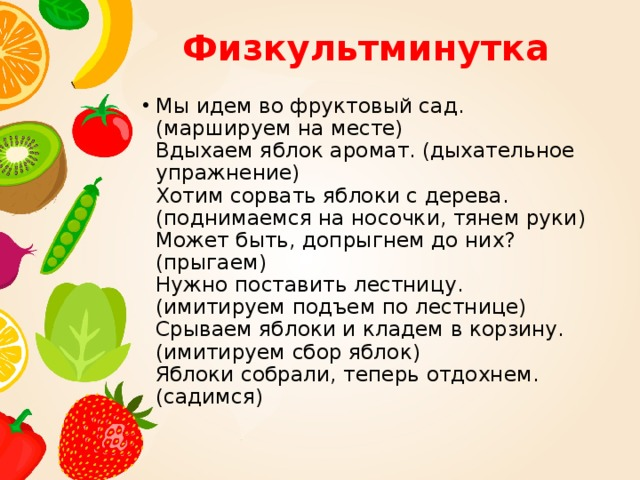 Физкультминутка
• Мы идем во фруктовый сад.
(маршируем на месте)
Вдыхаем яблок аромат. (дыхательное
упражнение)
Хотим сорвать яблоки с дерева.
(поднимаемся на носочки, тянем руки)
Может быть, допрыгнем до них?
(прыгаем)
Нужно поставить лестницу.
(имитируем подъем по лестнице)
Срываем яблоки и кладем в корзину.
(имитируем сбор яблок)
Яблоки собрали, теперь отдохнем.
(садимся)